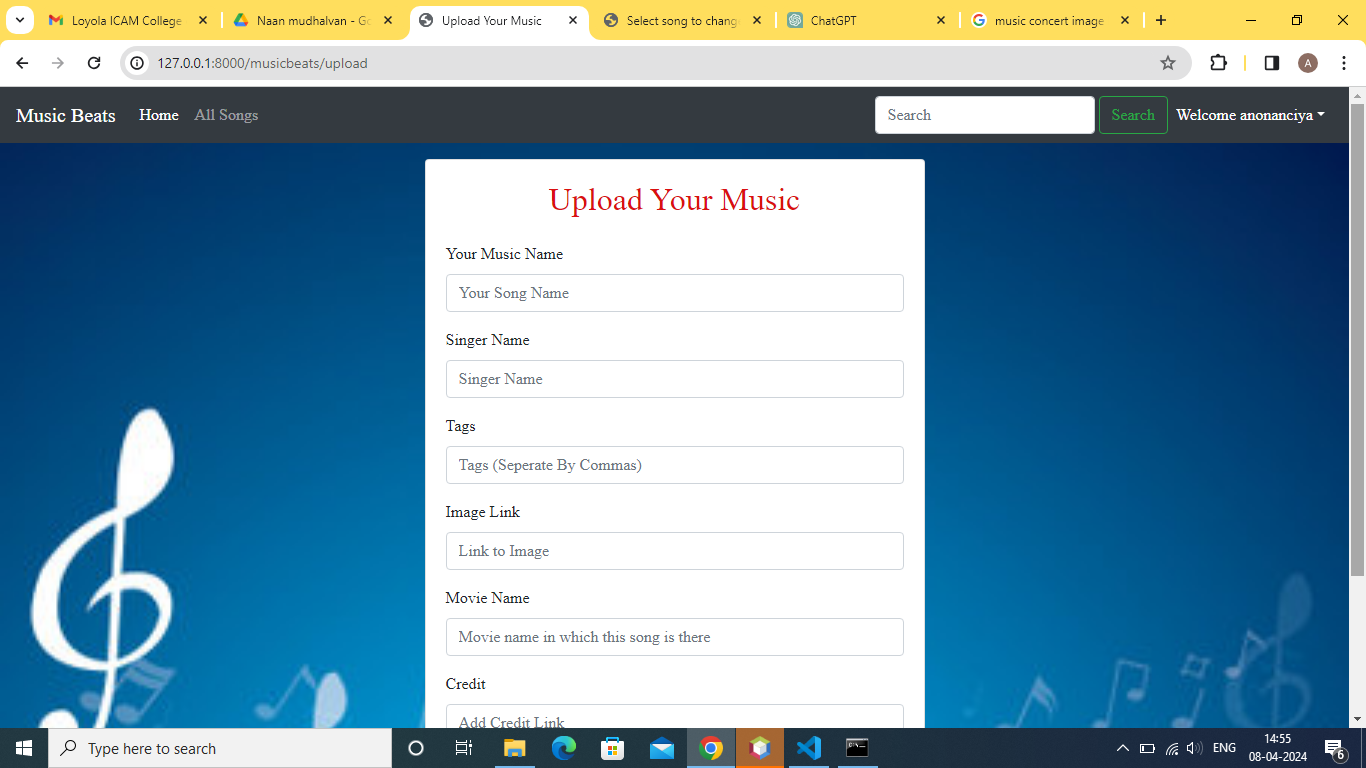 Loyola ICAM College
Naan mudhalvan - Go
Upload Your Music
Select song to chang
ChatGPT
music concert image
127.0.0.1:8000/musicbeats/upload
A
Music Beats
Home
All Songs
Search
Search
Welcome anonanciya
Upload Your Music
Your Music Name
Your Song Name
Singer Name
Singer Name
Tags
Tags (Seperate By Commas)
Image Link
Link to Image
Movie Name
Movie name in which this song is there
Credit
Add Credit Link
Type here to search
ENG
14:55
08-04-2024
6